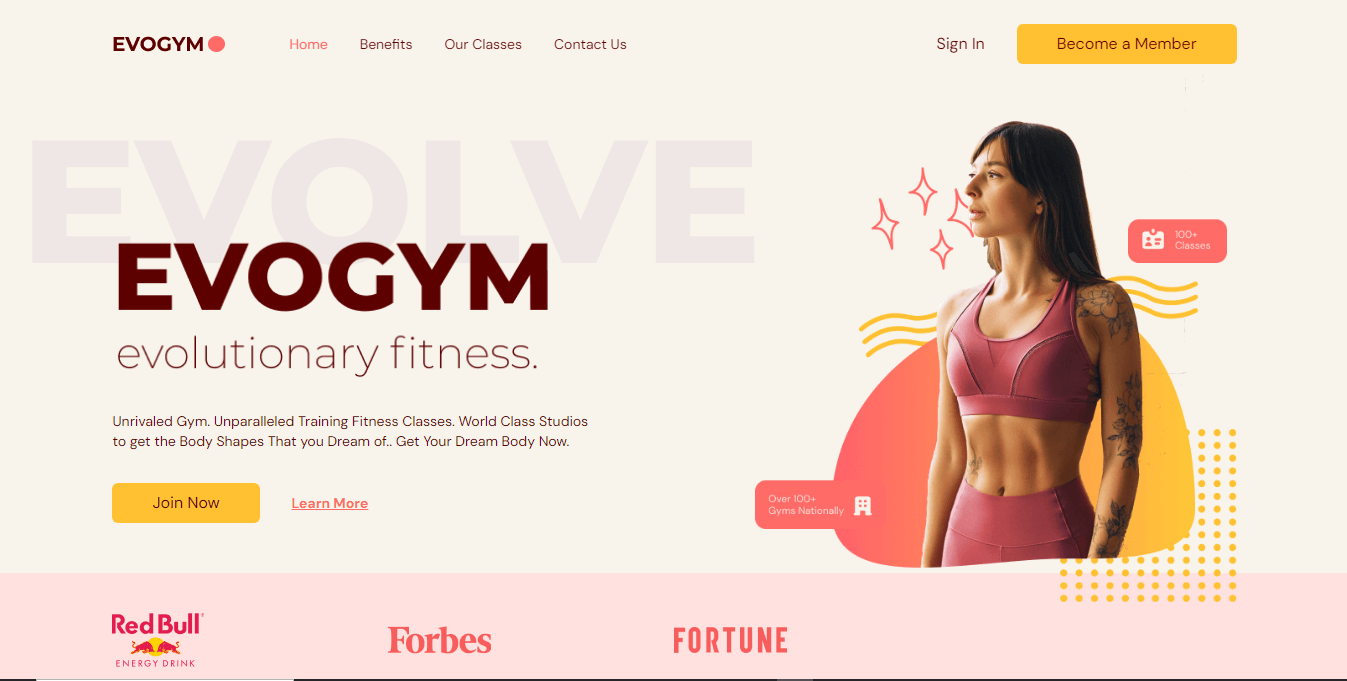 EVOGYM
Home
Benefits
Our Classes
Contact Us
Sign In
Become a Member
EVOLVE
EVOGYM
evolutionary fitness.
Unrivaled Gym. Unparalleled Training Fitness Classes. World Class Studios
to get the Body Shapes That you Dream of.. Get Your Dream Body Now.
Join Now
Learn More
100+
Classes
Over 100+
Gyms Nationally
Red Bull
ENERGY DRINK
Forbes
FORTUNE